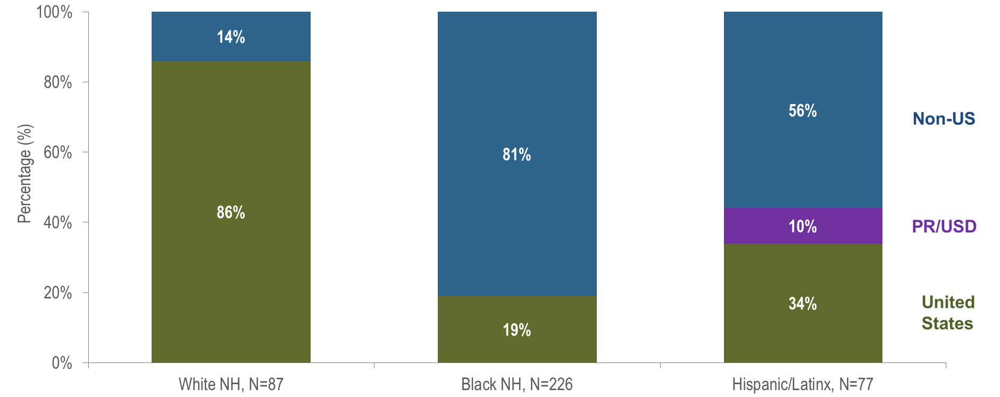 Percentage (%)
100%
80%
60%
40%
20%
0%
14%
86%
81%
19%
56%
10%
34%
Non-US
PR/USD
United
States
White NH, N=87
Black NH, N=226
Hispanic/Latinx, N=77